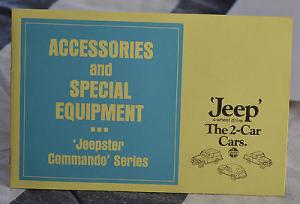 ACCESSORIES
and
SPECIAL
EQUIPMENT
...
'Jeepster
Commando' Series
'Jeep'
4-wheel drive
The 2-Car
Cars.